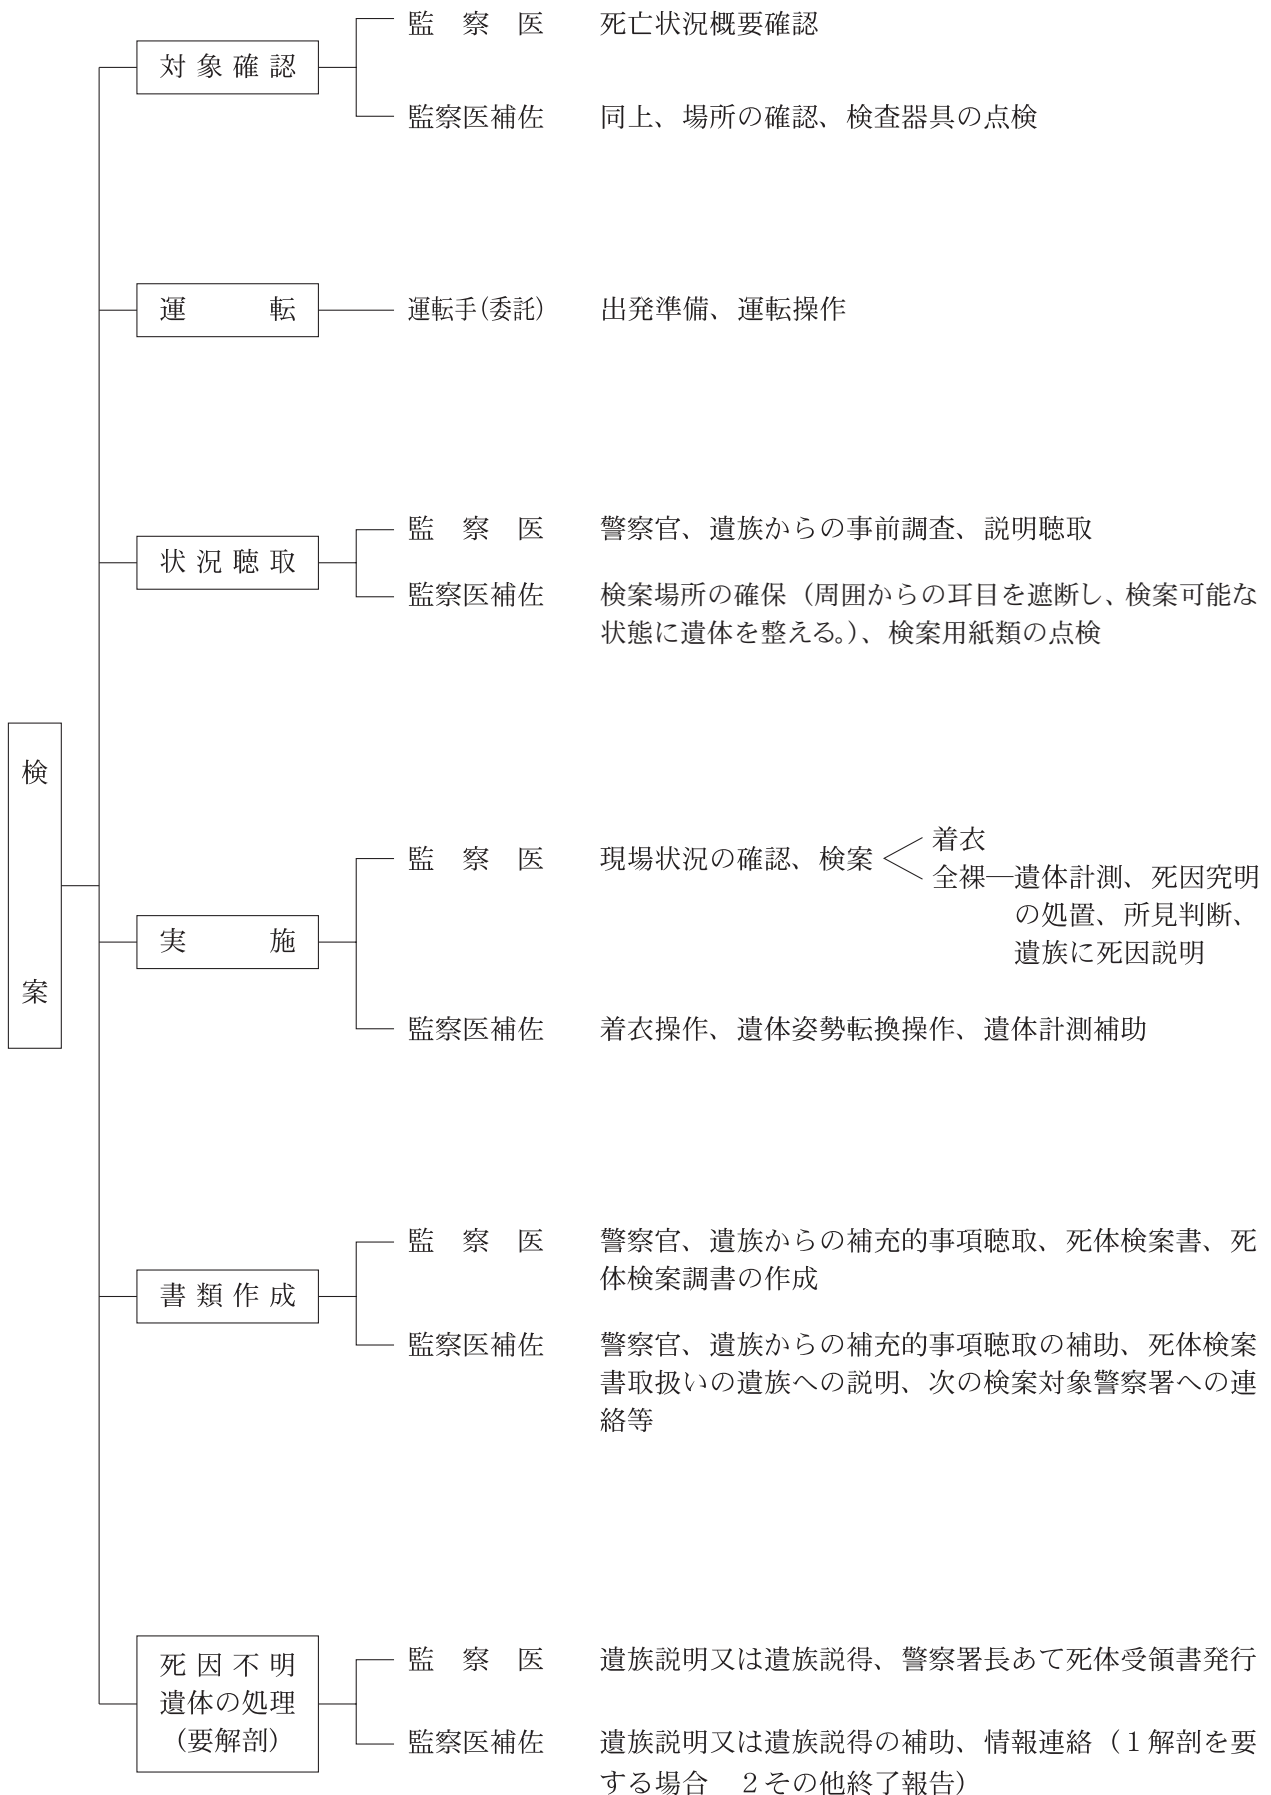 検案
対象確認
監察医 死亡状況概要確認
監察医補佐 同上、場所の確認、検査器具の点検
運転
運転手(委託) 出発準備、運転操作
状況聴取
監察医 警察官、遺族からの事前調査、説明聴取
監察医補佐 検案場所の確保(周囲からの耳目を遮断し、検案可能な
状態に遺体を整える。)、検案用紙類の点検
実施
監察医 現場状況の確認、検案
着衣
全裸―遺体計測、死因究明
の処置、所見判断、
遺族に死因説明
監察医補佐 着衣操作、遺体姿勢転換操作、遺体計測補助
書類作成
監察医 警察官、遺族からの補充的事項聴取、死体検案書、死
体検案調書の作成
監察医補佐 警察官、遺族からの補充的事項聴取の補助、死体検案
書取扱いの遺族への説明、次の検案対象警察署への連
絡等
死因不明
遺体の処理
(要解剖)
監察医 遺族説明又は遺族説得、警察署長あて死体受領書発行
監察医補佐 遺族説明又は遺族説得の補助、情報連絡(1解剖を要
する場合 2その他終了報告)